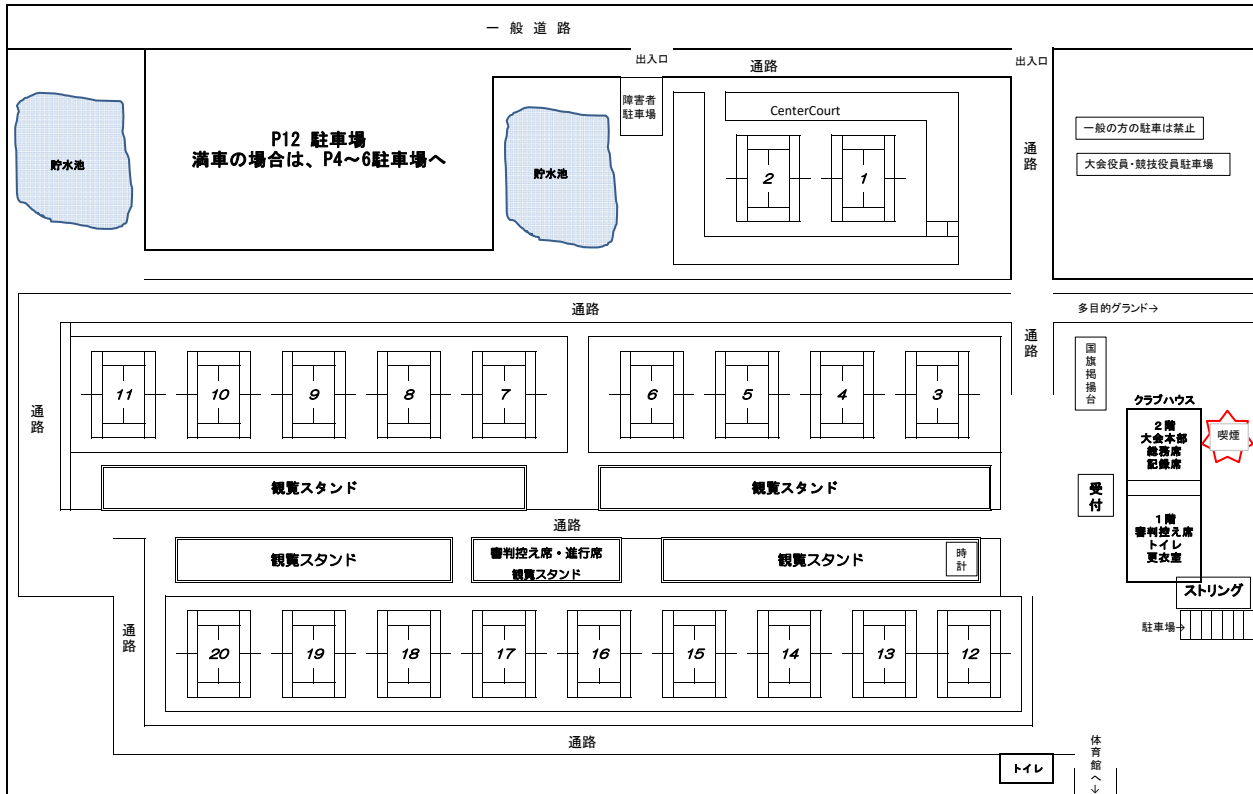 一般道路
出入口
通路
出入口
障害者
駐車場
CenterCourt
P12 駐車場
満車の場合は、P4～6駐車場へ
貯水池
貯水池
2
1
通路
一般の方の駐車は禁止
大会役員・競技役員駐車場
通路
多目的グランド→
通路
国旗掲揚台
通路
11
10
9
8
7
6
5
4
3
クラブハウス
2階
大会本部
総務席
記録席
喫煙
観覧スタンド
観覧スタンド
受付
通路
1階
審判控え席
トイレ
更衣室
観覧スタンド
審判控え席・進行席
観覧スタンド
観覧スタンド
時計
ストリング
駐車場→
通路
20
19
18
17
16
15
14
13
12
通路
トイレ
体育館へ→